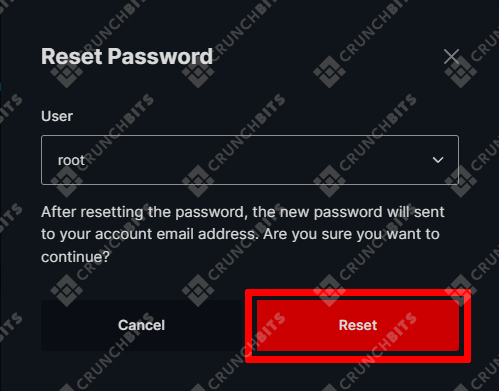 Reset Password
User
root
After resetting the password, the new password will sent
to your account email address. Are you sure you want to
continue?
Cancel
Reset
CRUNCHBITS